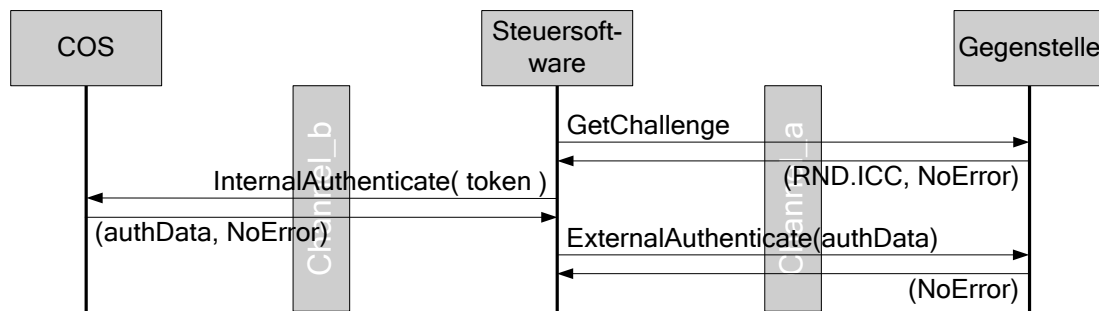 COS
Steuersoft-
ware
Gegenstelle
Channel_b
Channel_a
GetChallenge
(RND.ICC, NoError)
InternalAuthenticate( token )
(authData, NoError)
ExternalAuthenticate(authData)
(NoError)